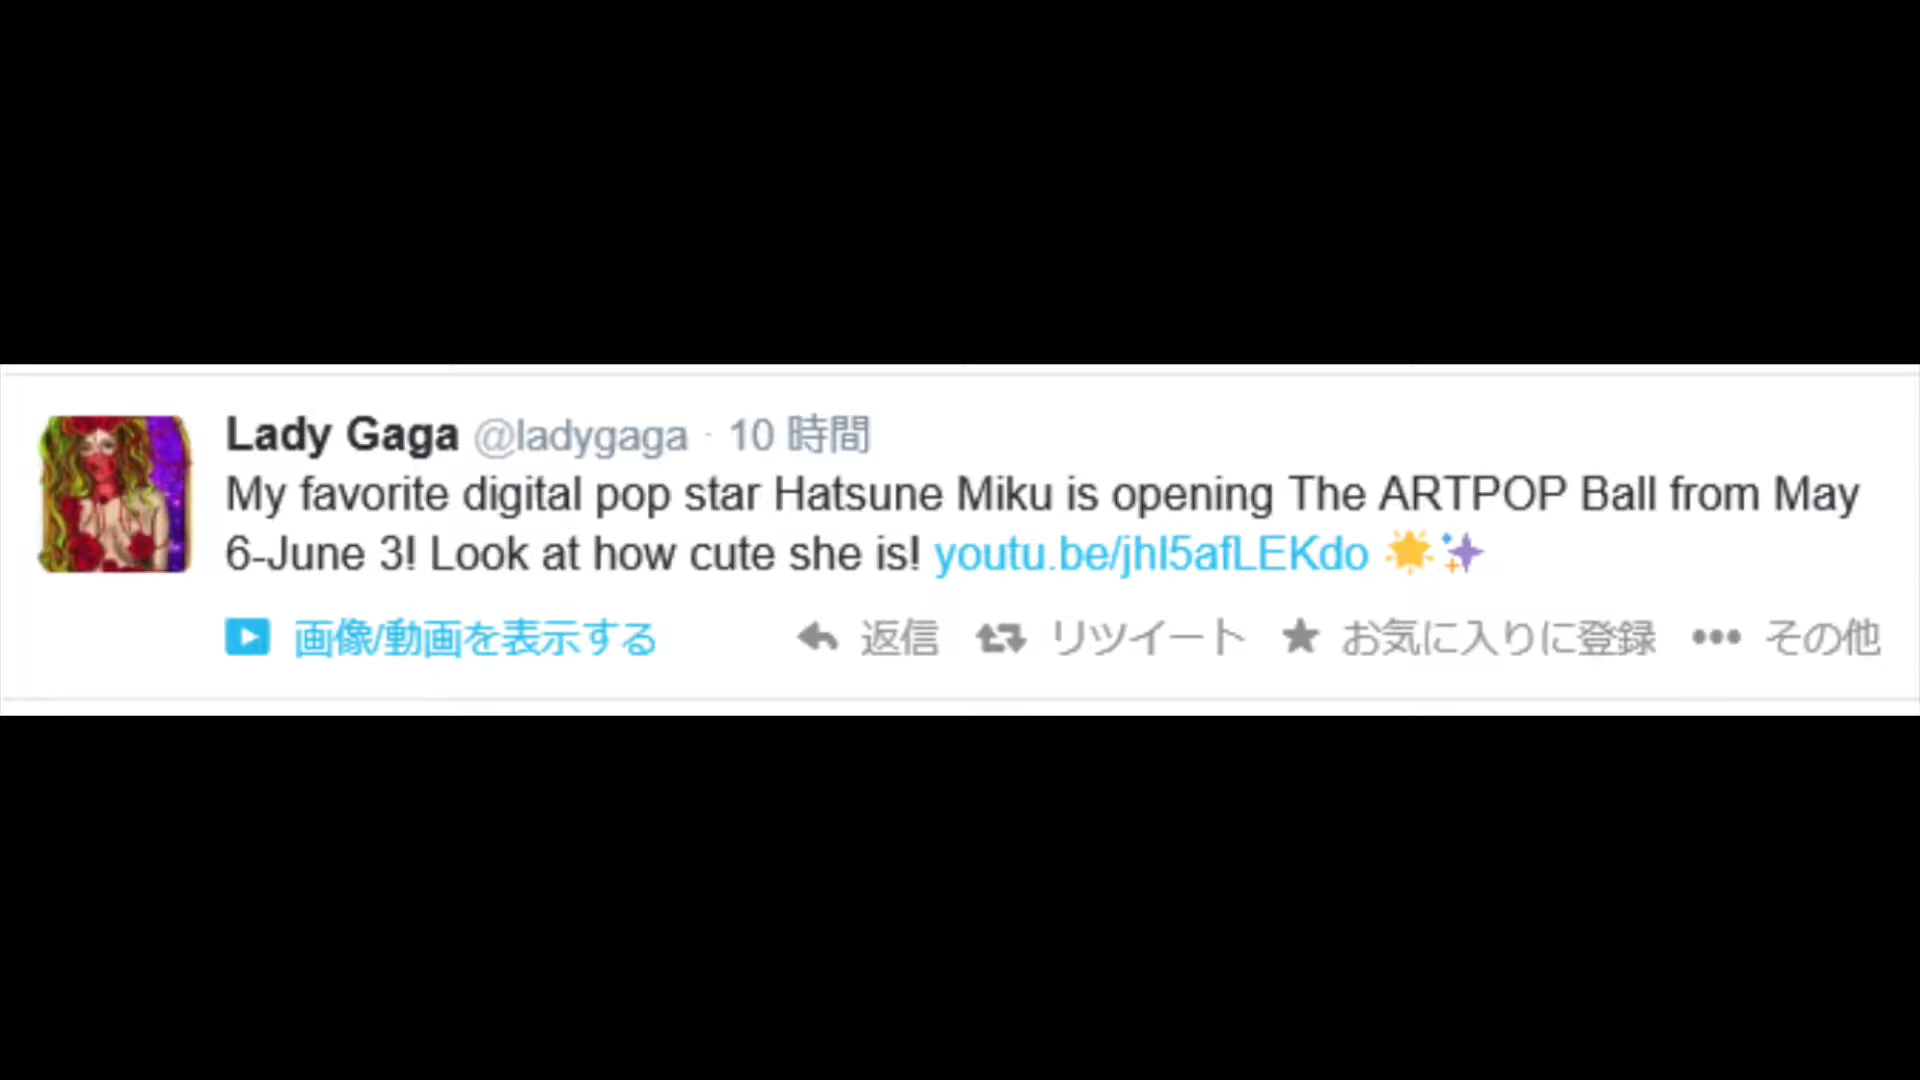 Lady Gaga @ladygaga · 10 時間
My favorite digital pop star Hatsune Miku is opening The ARTPOP Ball from May
6-June 3! Look at how cute she is! youtu.be/jhl5afLEKdo 🌟✨
画像/動画を表示する 返信 リツイート お気に入りに登録 その他